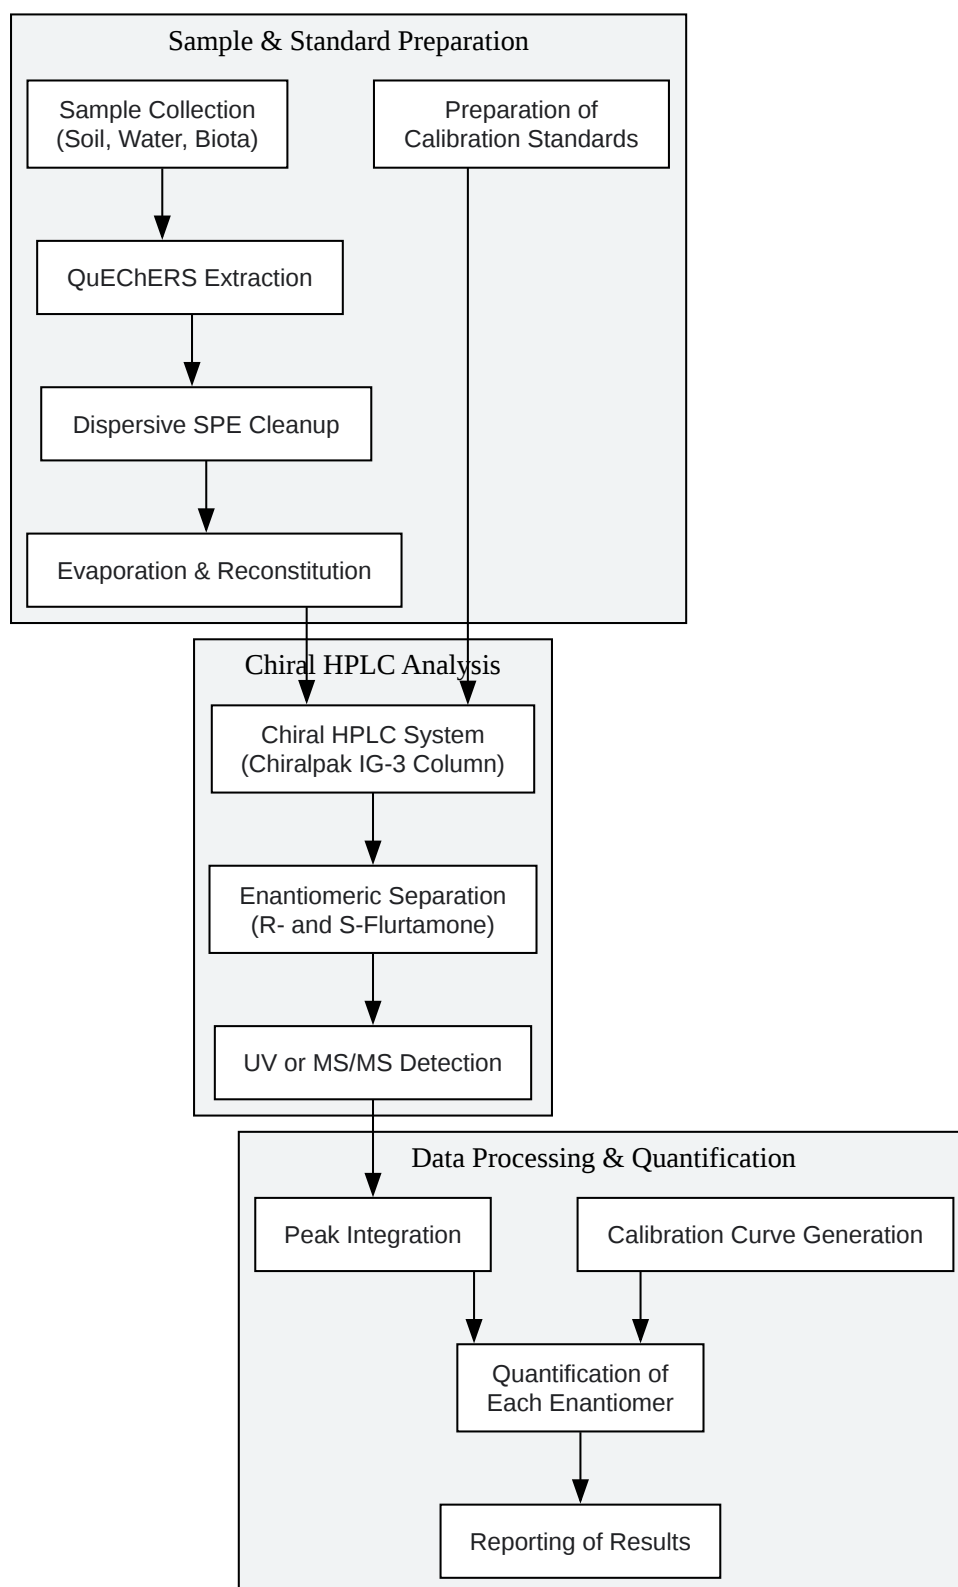 Sample & Standard Preparation
Sample Collection
(Soil, Water, Biota)
Preparation of
Calibration Standards
QuEChERS Extraction
Dispersive SPE Cleanup
Evaporation & Reconstitution
Chiral HPLC Analysis
Chiral HPLC System
(Chiralpak IG-3 Column)
Enantiomeric Separation
(R- and S-Flurtamone)
UV or MS/MS Detection
Data Processing & Quantification
Peak Integration
Calibration Curve Generation
Quantification of
Each Enantiomer
Reporting of Results